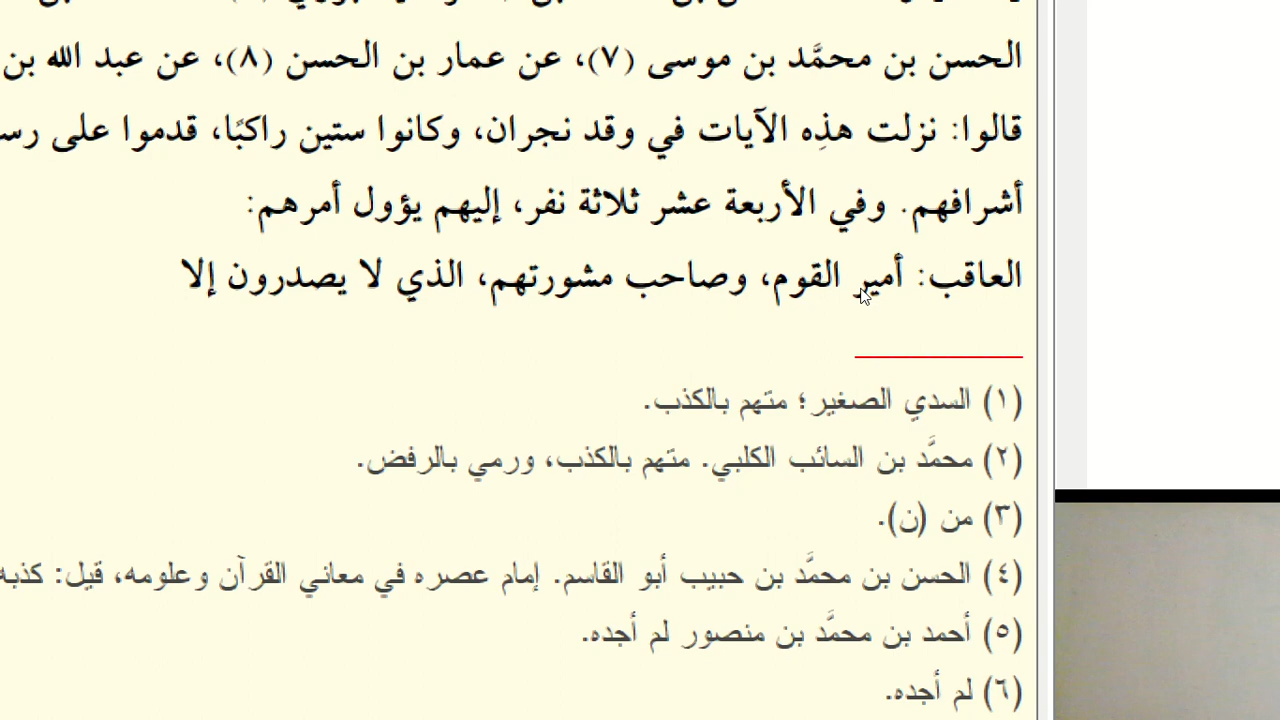 الحسن بن محمَّد بن موسى (٧)، عن عمار بن الحسن (٨)، عن عبد الله بن
قالوا: نزلت هذِه الآيات في وقد نجران، وكانوا ستين راكبًا، قدموا على
أشرافهم. وفي الأربعة عشر ثلاثة نفر، إليهم يؤول أمرهم:
العاقب: أمير القوم، وصاحب مشورتهم، الذي لا يصدرون إلا
(١) السدي الصغير؛ متهم بالكذب.
(٢) محمَّد بن السائب الكلبي. متهم بالكذب، ورمي بالرفض.
(٣) من (ن).
(٤) الحسن بن محمَّد بن حبيب أبو القاسم. إمام عصره في معاني القرآن وعلومه، قيل: كذبه
(٥) أحمد بن محمَّد بن منصور لم أجده.
(٦) لم أجده.